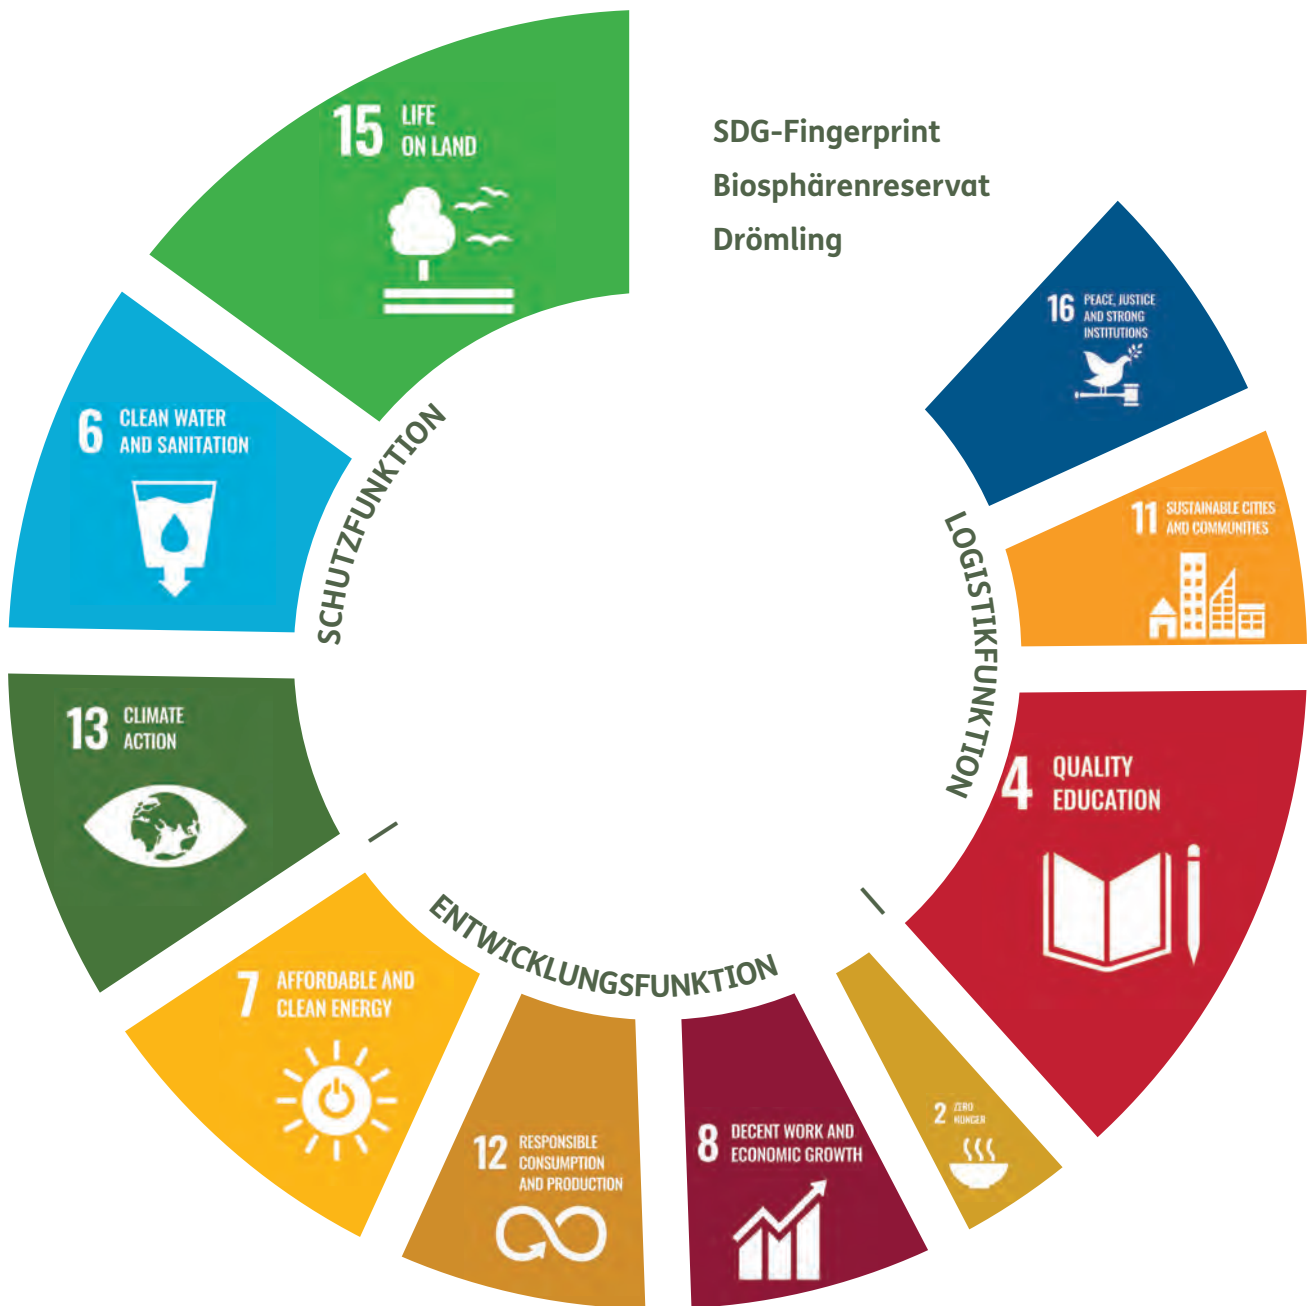 SDG-Fingerprint
Biosphärenreservat
Drömling
15 LIFE
ON LAND
6 CLEAN WATER
AND SANITATION
13 CLIMATE
ACTION
SCHUTZFUNKTION
7 AFFORDABLE AND
CLEAN ENERGY
12 RESPONSIBLE
CONSUMPTION
AND PRODUCTION
8 DECENT WORK AND
ECONOMIC GROWTH
2 ZERO
HUNGER
ENTWICKLUNGSFUNKTION
4 QUALITY
EDUCATION
11 SUSTAINABLE CITIES
AND COMMUNITIES
16 PEACE, JUSTICE
AND STRONG
INSTITUTIONS
LOGISTIKFUNKTION